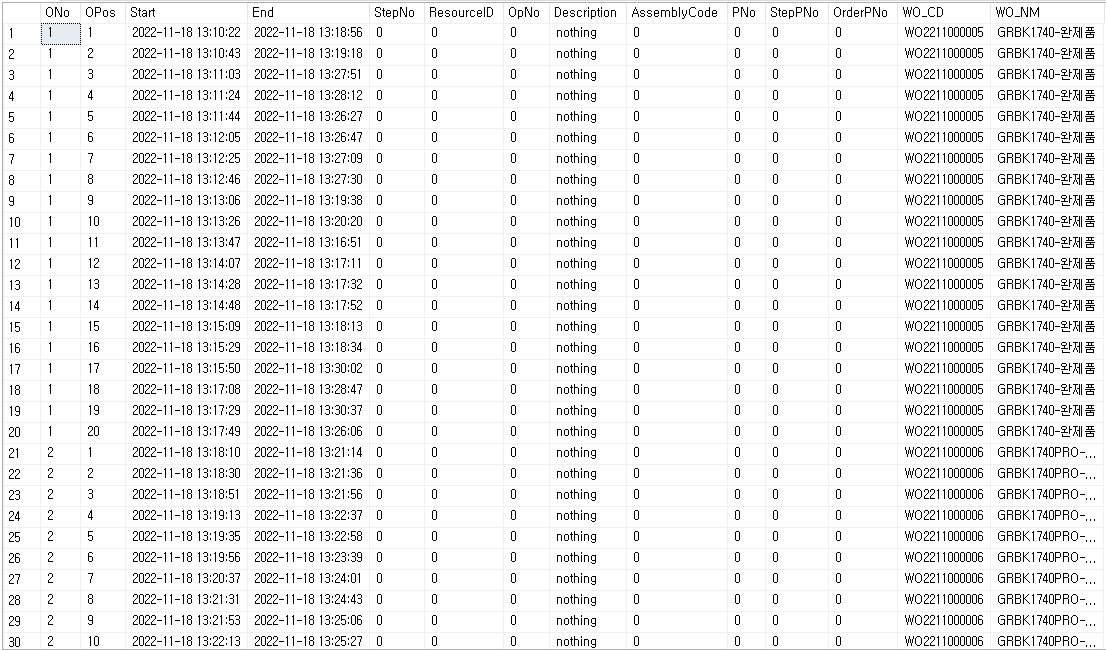 ONo OPos Start End StepNo ResourceID OpNo Description AssemblyCode PNo StepPNo OrderPNo WO_CD WO_NM
1 1 1 2022-11-18 13:10:22 2022-11-18 13:18:56 0 0 0 nothing 0 0 0 0 WO2211000005 GRBK1740-완제품
2 1 2 2022-11-18 13:10:43 2022-11-18 13:19:18 0 0 0 nothing 0 0 0 0 WO2211000005 GRBK1740-완제품
3 1 3 2022-11-18 13:11:03 2022-11-18 13:27:51 0 0 0 nothing 0 0 0 0 WO2211000005 GRBK1740-완제품
4 1 4 2022-11-18 13:11:24 2022-11-18 13:28:12 0 0 0 nothing 0 0 0 0 WO2211000005 GRBK1740-완제품
5 1 5 2022-11-18 13:11:44 2022-11-18 13:26:27 0 0 0 nothing 0 0 0 0 WO2211000005 GRBK1740-완제품
6 1 6 2022-11-18 13:12:05 2022-11-18 13:26:47 0 0 0 nothing 0 0 0 0 WO2211000005 GRBK1740-완제품
7 1 7 2022-11-18 13:12:25 2022-11-18 13:27:09 0 0 0 nothing 0 0 0 0 WO2211000005 GRBK1740-완제품
8 1 8 2022-11-18 13:12:46 2022-11-18 13:27:30 0 0 0 nothing 0 0 0 0 WO2211000005 GRBK1740-완제품
9 1 9 2022-11-18 13:13:06 2022-11-18 13:19:38 0 0 0 nothing 0 0 0 0 WO2211000005 GRBK1740-완제품
10 1 10 2022-11-18 13:13:26 2022-11-18 13:20:20 0 0 0 nothing 0 0 0 0 WO2211000005 GRBK1740-완제품
11 1 11 2022-11-18 13:13:47 2022-11-18 13:16:51 0 0 0 nothing 0 0 0 0 WO2211000005 GRBK1740-완제품
12 1 12 2022-11-18 13:14:07 2022-11-18 13:17:11 0 0 0 nothing 0 0 0 0 WO2211000005 GRBK1740-완제품
13 1 13 2022-11-18 13:14:28 2022-11-18 13:17:32 0 0 0 nothing 0 0 0 0 WO2211000005 GRBK1740-완제품
14 1 14 2022-11-18 13:14:48 2022-11-18 13:17:52 0 0 0 nothing 0 0 0 0 WO2211000005 GRBK1740-완제품
15 1 15 2022-11-18 13:15:09 2022-11-18 13:18:13 0 0 0 nothing 0 0 0 0 WO2211000005 GRBK1740-완제품
16 1 16 2022-11-18 13:15:29 2022-11-18 13:18:34 0 0 0 nothing 0 0 0 0 WO2211000005 GRBK1740-완제품
17 1 17 2022-11-18 13:15:50 2022-11-18 13:30:02 0 0 0 nothing 0 0 0 0 WO2211000005 GRBK1740-완제품
18 1 18 2022-11-18 13:17:08 2022-11-18 13:28:47 0 0 0 nothing 0 0 0 0 WO2211000005 GRBK1740-완제품
19 1 19 2022-11-18 13:17:29 2022-11-18 13:30:37 0 0 0 nothing 0 0 0 0 WO2211000005 GRBK1740-완제품
20 1 20 2022-11-18 13:17:49 2022-11-18 13:26:06 0 0 0 nothing 0 0 0 0 WO2211000005 GRBK1740-완제품
21 2 1 2022-11-18 13:18:10 2022-11-18 13:21:14 0 0 0 nothing 0 0 0 0 WO2211000006 GRBK1740PRO-...
22 2 2 2022-11-18 13:18:30 2022-11-18 13:21:36 0 0 0 nothing 0 0 0 0 WO2211000006 GRBK1740PRO-...
23 2 3 2022-11-18 13:18:51 2022-11-18 13:21:56 0 0 0 nothing 0 0 0 0 WO2211000006 GRBK1740PRO-...
24 2 4 2022-11-18 13:19:13 2022-11-18 13:22:37 0 0 0 nothing 0 0 0 0 WO2211000006 GRBK1740PRO-...
25 2 5 2022-11-18 13:19:35 2022-11-18 13:22:58 0 0 0 nothing 0 0 0 0 WO2211000006 GRBK1740PRO-...
26 2 6 2022-11-18 13:19:56 2022-11-18 13:23:39 0 0 0 nothing 0 0 0 0 WO2211000006 GRBK1740PRO-...
27 2 7 2022-11-18 13:20:37 2022-11-18 13:24:01 0 0 0 nothing 0 0 0 0 WO2211000006 GRBK1740PRO-...
28 2 8 2022-11-18 13:21:31 2022-11-18 13:24:43 0 0 0 nothing 0 0 0 0 WO2211000006 GRBK1740PRO-...
29 2 9 2022-11-18 13:21:53 2022-11-18 13:25:06 0 0 0 nothing 0 0 0 0 WO2211000006 GRBK1740PRO-...
30 2 10 2022-11-18 13:22:13 2022-11-18 13:25:27 0 0 0 nothing 0 0 0 0 WO2211000006 GRBK1740PRO-...